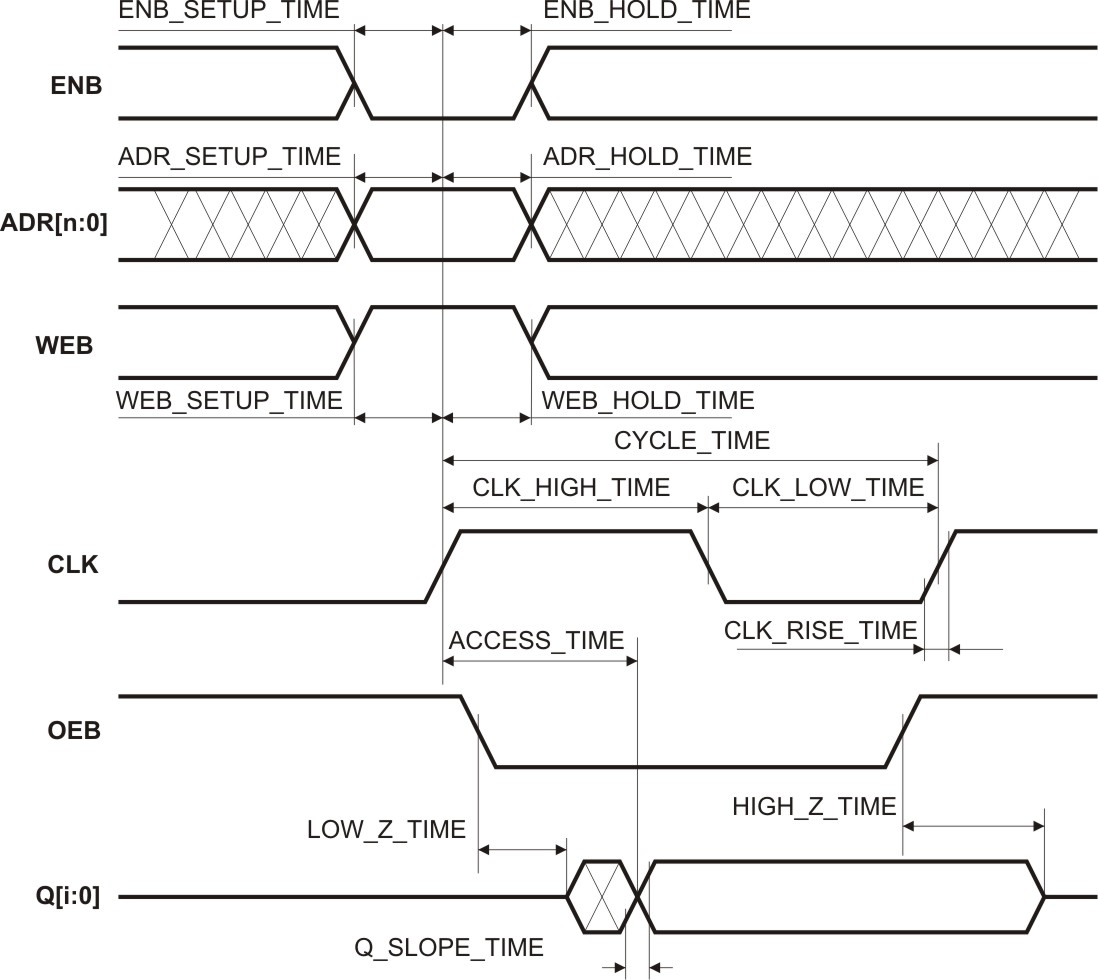 ENB_SETUP_TIME
ENB_HOLD_TIME
ENB
ADR_SETUP_TIME
ADR_HOLD_TIME
ADR[n:0]
WEB
WEB_SETUP_TIME
WEB_HOLD_TIME
CYCLE_TIME
CLK_HIGH_TIME
CLK_LOW_TIME
CLK
CLK_RISE_TIME
ACCESS_TIME
OEB
HIGH_Z_TIME
LOW_Z_TIME
Q[i:0]
Q_SLOPE_TIME